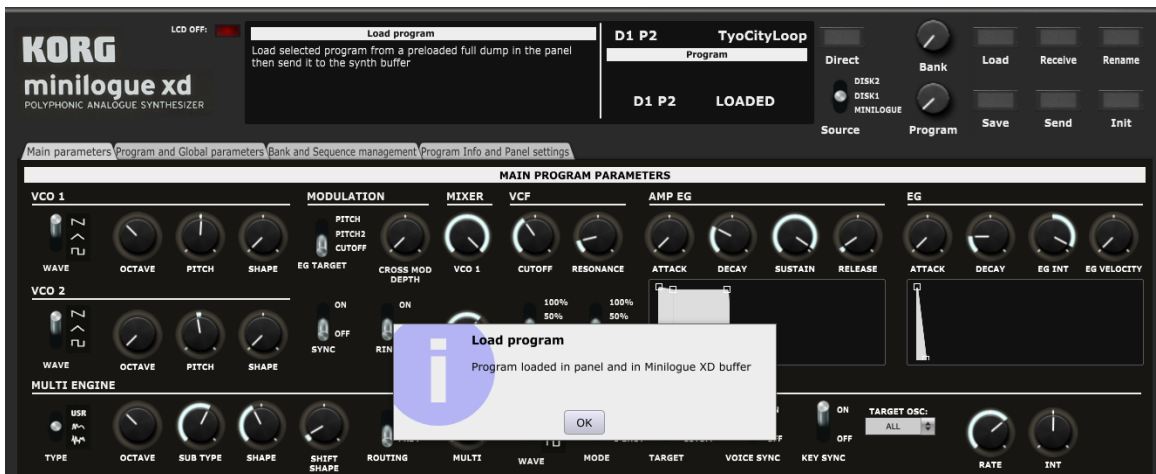 KORG
minilogue xd
POLYPHONIC ANALOGUE SYNTHESIZER
LCD OFF:
Load program
Load selected program from a preloaded full dump in the panel
then send it to the synth buffer
D1 P2 TyoCityLoop
Program
D1 P2 LOADED
Direct
DISK2
DISK1
MINILOGUE
Source
Bank
Program
Load
Receive
Rename
Save
Send
Init
Main parameters
Program and Global parameters
Bank and Sequence management
Program Info and Panel settings
MAIN PROGRAM PARAMETERS
VCO 1
WAVE
OCTAVE
PITCH
SHAPE
MODULATION
PITCH
PITCH2
CUTOFF
EG TARGET
CROSS MOD
DEPTH
MIXER
VCO 1
VCF
CUTOFF
RESONANCE
AMP EG
ATTACK
DECAY
SUSTAIN
RELEASE
EG
ATTACK
DECAY
EG INT
EG VELOCITY
VCO 2
WAVE
OCTAVE
PITCH
SHAPE
ON
OFF
SYNC
ON
100%
50%
100%
50%
Load program
Program loaded in panel and in Minilogue XD buffer
OK
MULTI ENGINE
USR
TYPE
OCTAVE
SUB TYPE
SHAPE
SHIFT
SHAPE
ROUTING
MULTI
WAVE
MODE
TARGET
VOICE SYNC
ON
OFF
KEY SYNC
TARGET OSC:
ALL
RATE
INT